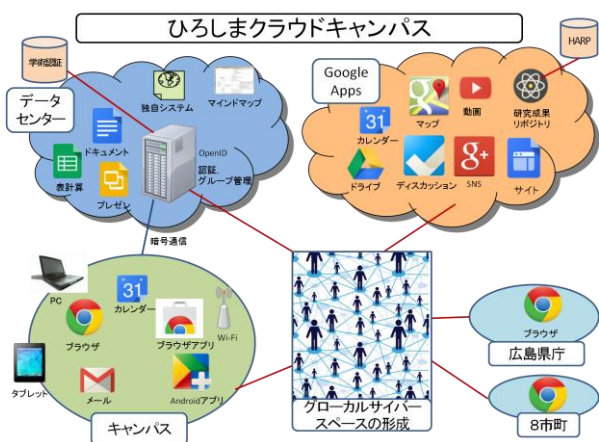 ひろしまクラウドキャンパス
学術認証
HARP
データ
センター
独自システム
マインドマップ
Google
Apps
31
カレンダー
マップ
動画
研究成果
リポジトリ
ドキュメント
OpenID
認証、
グループ管理
表計算
プレゼン
ドライブ
ディスカッション
g+
SNS
サイト
暗号通信
PC
31
カレンダー
ブラウザ
ブラウザアプリ
Wi-Fi
タブレット
メール
Androidアプリ
キャンパス
グローカルサイバー
スペースの形成
ブラウザ
広島県庁
8市町